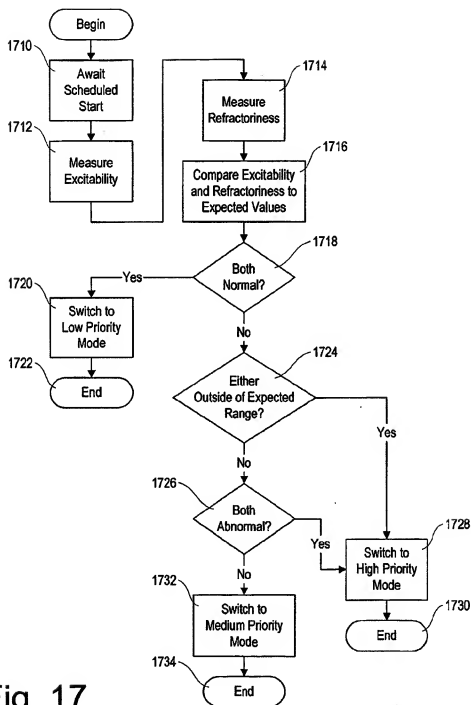 Begin
1710
Await
Scheduled
Start
1712
Measure
Excitability
1714
Measure
Refractoriness
1716
Compare Excitability
and Refractoriness to
Expected Values
1718
Both
Normal?
Yes
1720
Switch to
Low Priority
Mode
1722
End
No
1724
Either
Outside of Expected
Range?
Yes
No
1726
Both
Abnormal?
Yes
1728
Switch to
High Priority
Mode
1730
End
No
1732
Switch to
Medium Priority
Mode
1734
End
Fig. 17